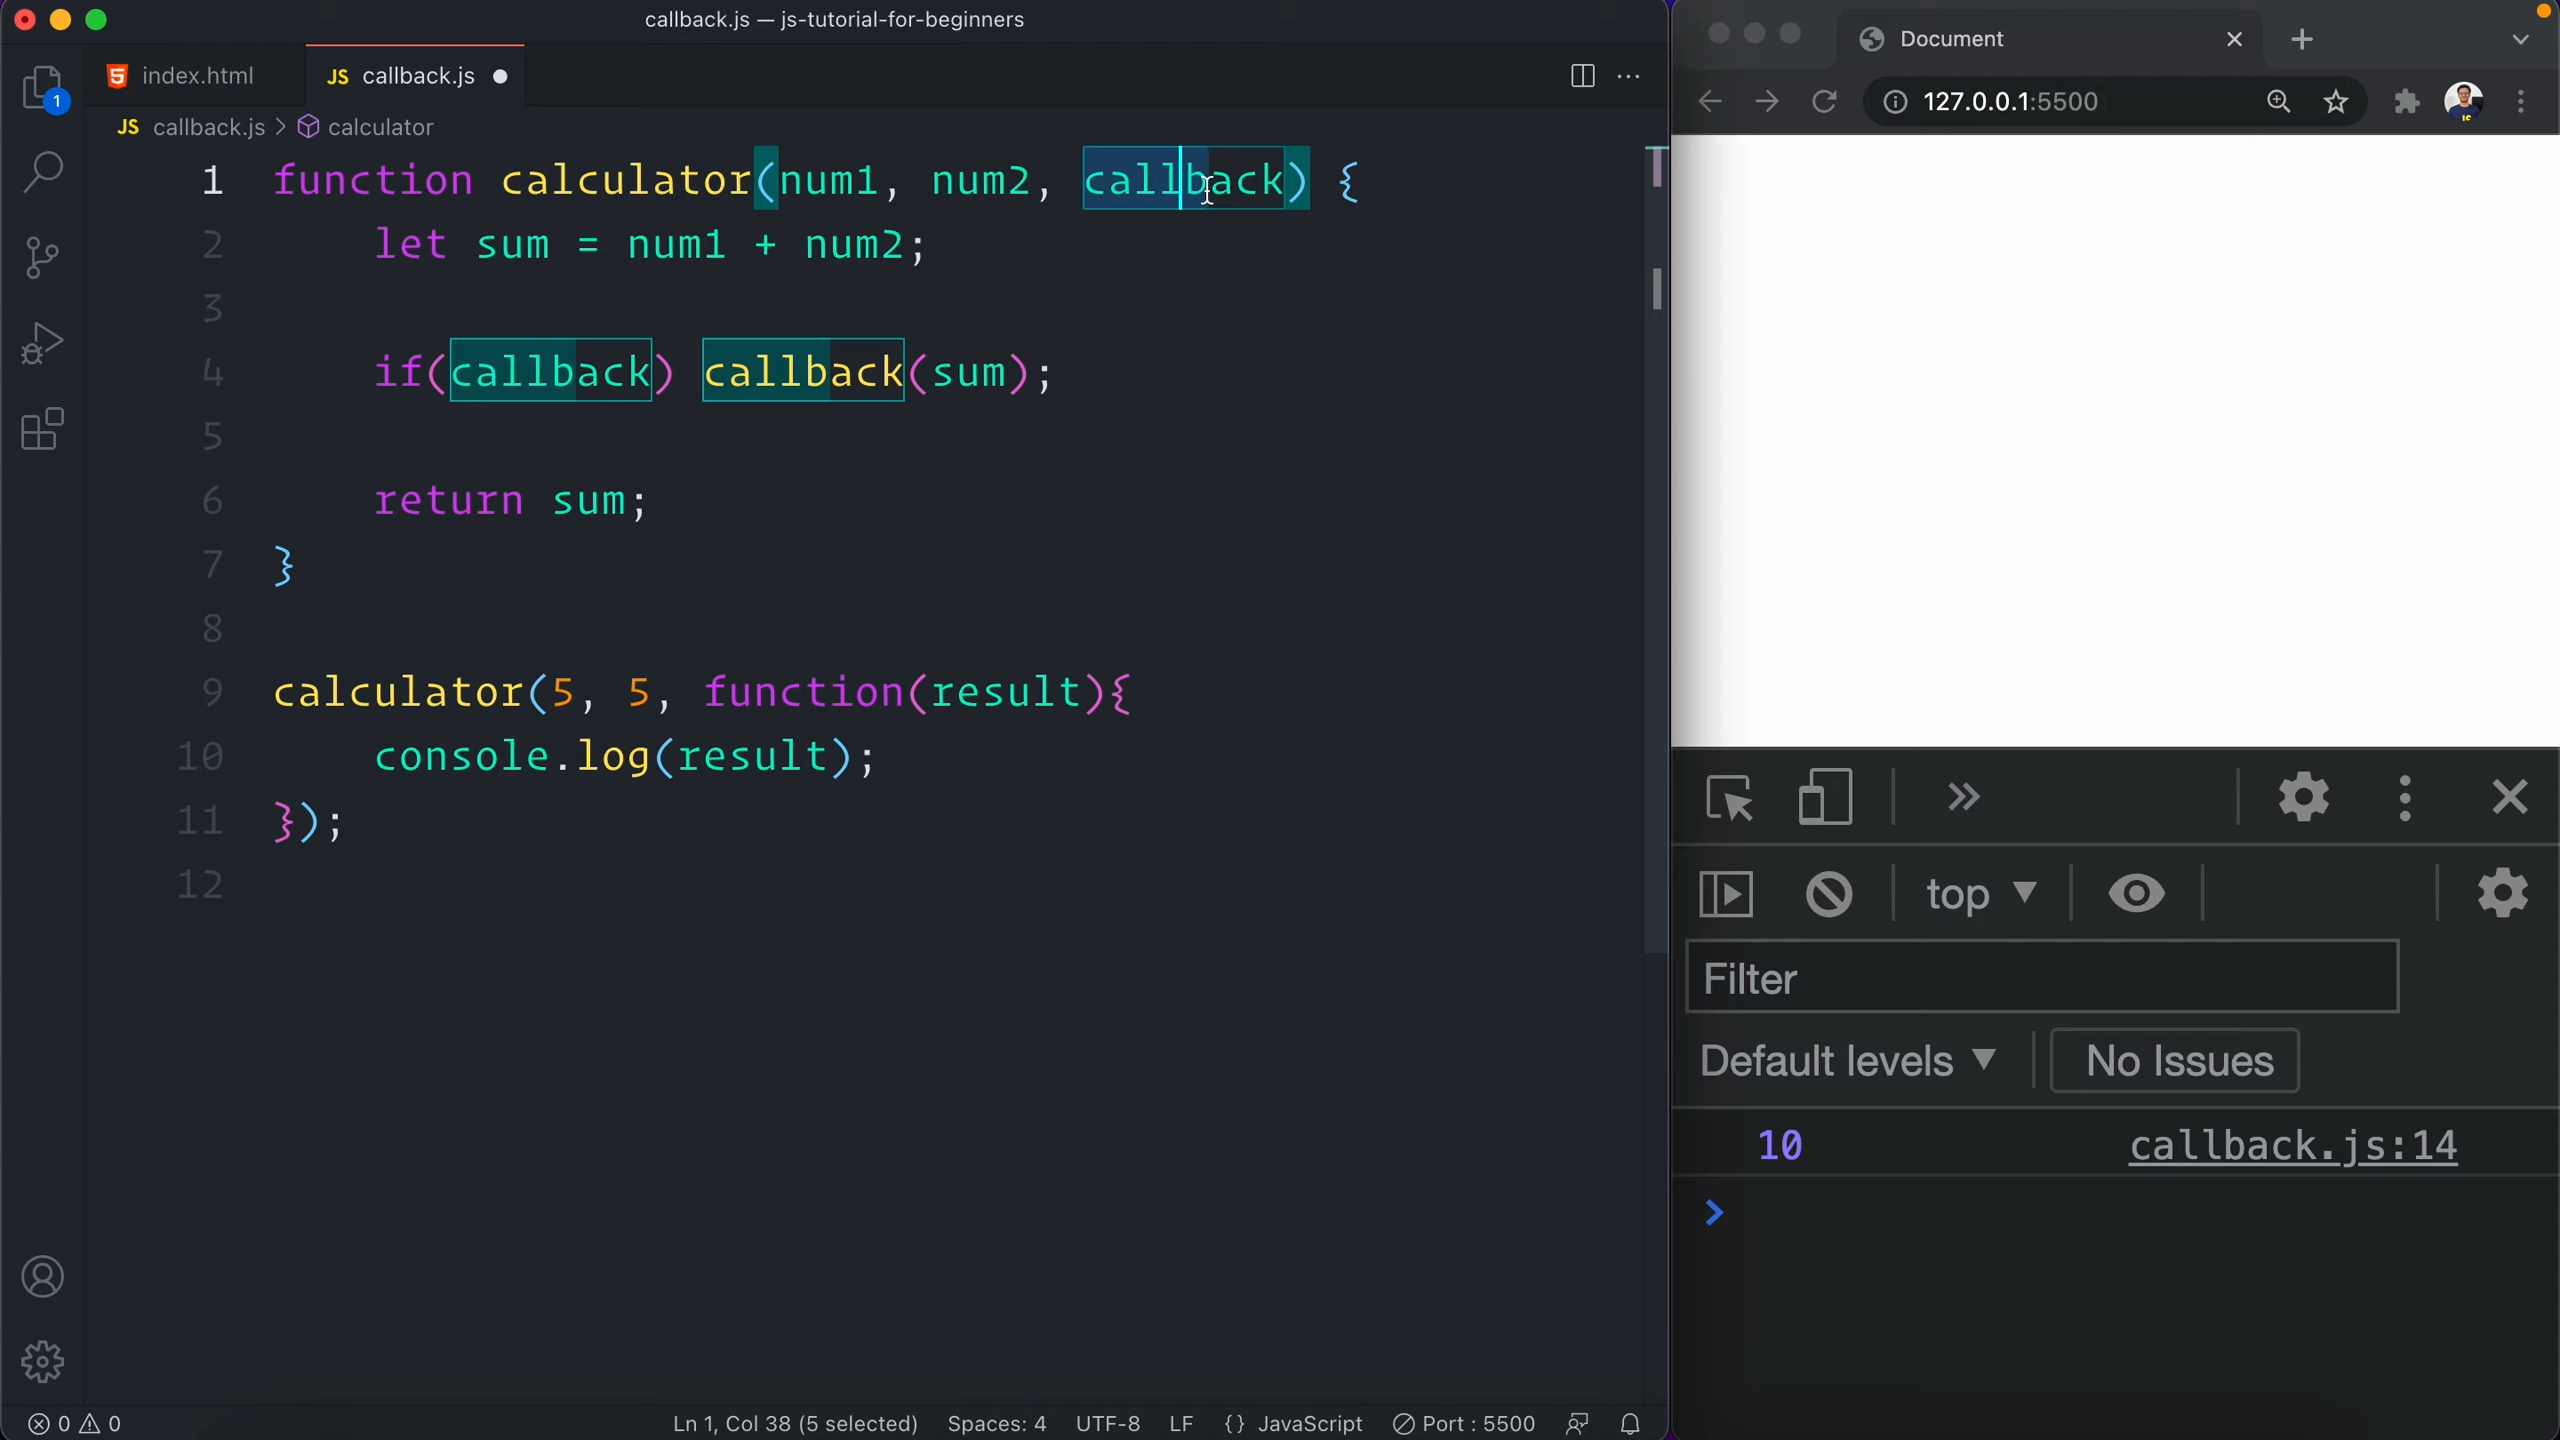 callback.js — js-tutorial-for-beginners
index.html
JS callback.js
1
JS callback.js > calculator
1 function calculator(num1, num2, callback) {
2 let sum = num1 + num2;
3
4 if(callback) callback(sum);
5
6 return sum;
7 }
8
9 calculator(5, 5, function(result){
10 console.log(result);
11 });
12
0 0
Ln 1, Col 38 (5 selected) Spaces: 4 UTF-8 LF {} JavaScript Port : 5500
Document
127.0.0.1:5500
top
Filter
Default levels No Issues
10 callback.js:14